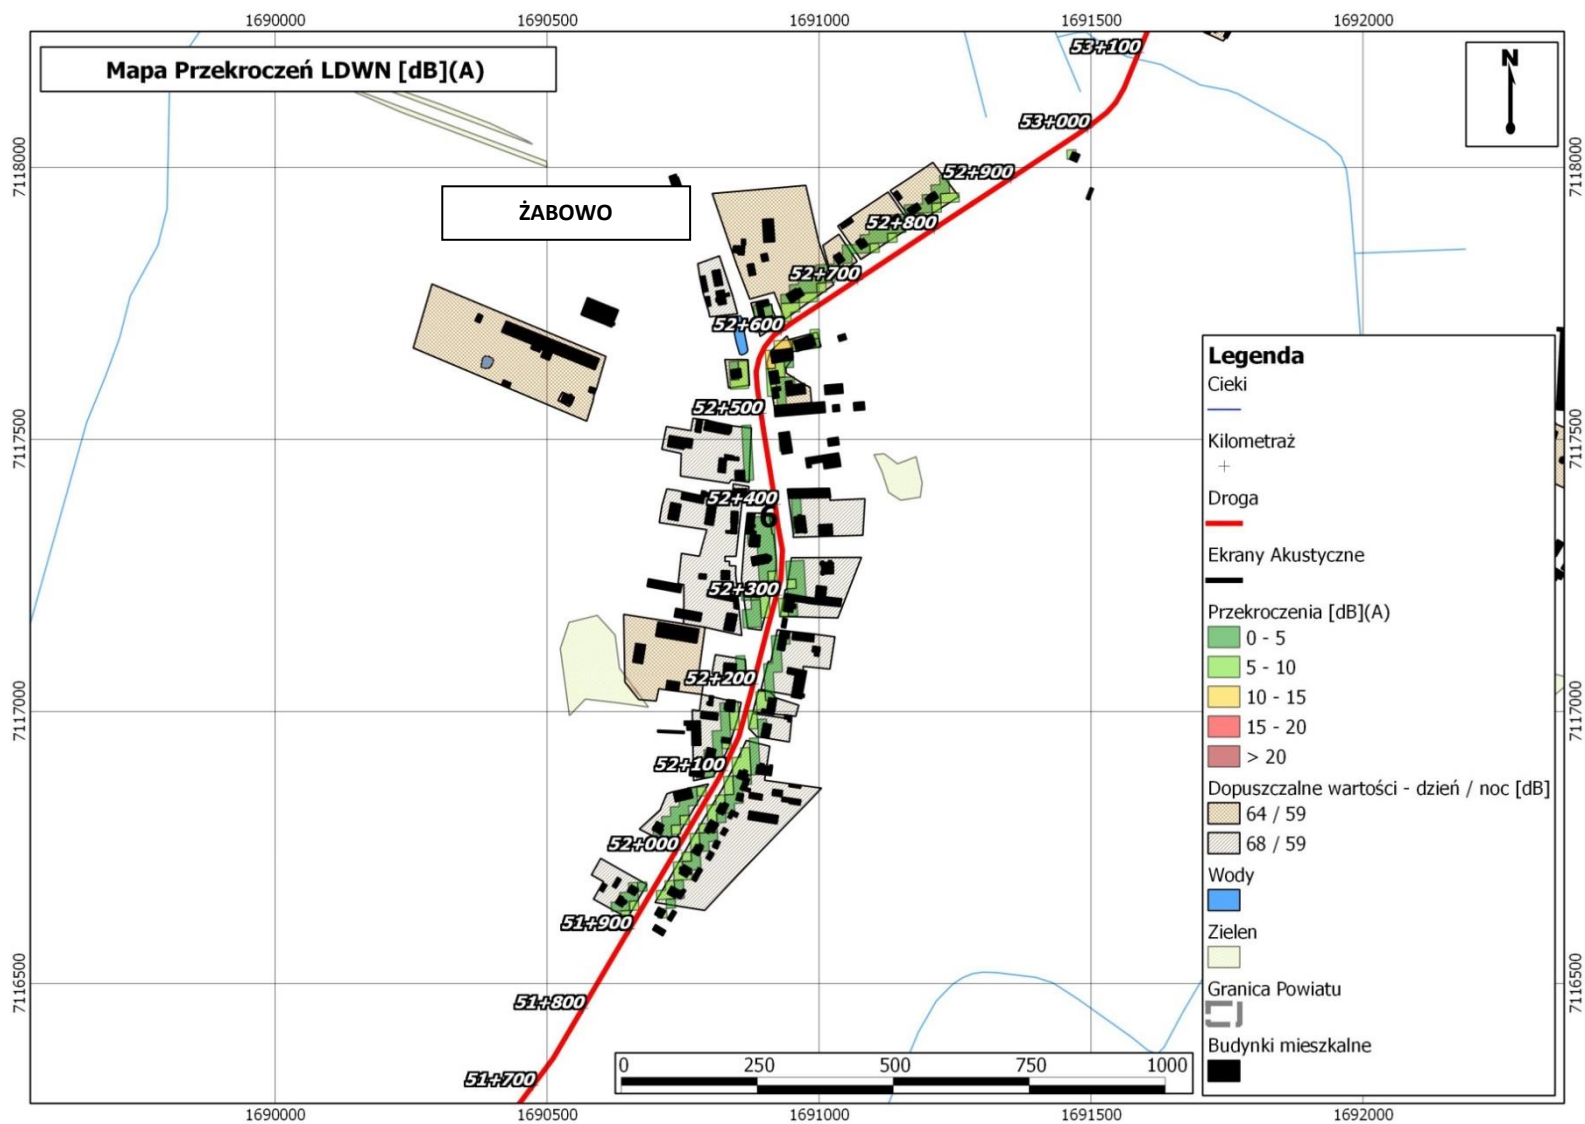 1690000 1690500 1691000 1691500 1692000
Mapa Przekroczeń LDWN [dB](A)
N
53+100
53+000
7118000 7118000
52+900
ŻABOWO
52+800
52+700
52+600
52+500
7117500 7117500
52+400
6
52+300
52+200
7117000 7117000
52+100
52+000
51+900
7116500 7116500
51+800
51+700
Legenda
Cieki
Kilometraż
Droga
Ekrany Akustyczne
Przekroczenia [dB](A)
0 - 5
5 - 10
10 - 15
15 - 20
> 20
Dopuszczalne wartości - dzień / noc [dB]
64 / 59
68 / 59
Wody
Zielen
Granica Powiatu
Budynki mieszkalne
0 250 500 750 1000
1690000 1690500 1691000 1691500 1692000